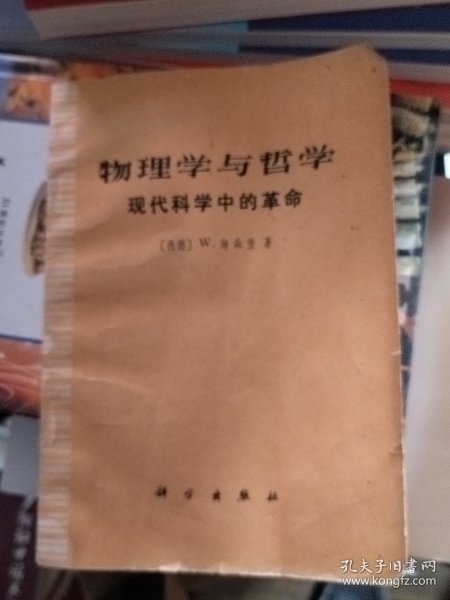 物理学与哲学
现代科学中的革命
〔西德〕 W. 海森堡 著
科学出版社
孔夫子旧书网
www.kongfz.com